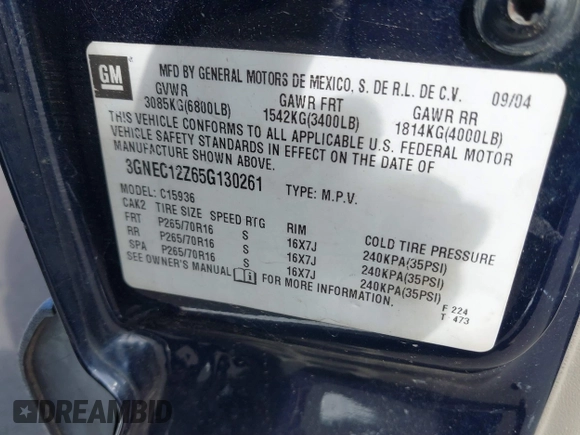 GM
MFD BY GENERAL MOTORS DE MEXICO, S. DE R.L. DE C.V. 09/04
GVWR GAWR FRT GAWR RR
3085KG(6800LB) 1542KG(3400LB) 1814KG(4000LB)
THIS VEHICLE CONFORMS TO ALL APPLICABLE U.S. FEDERAL MOTOR
VEHICLE SAFETY STANDARDS IN EFFECT ON THE DATE OF
MANUFACTURE SHOWN ABOVE.
3GNEC12Z65G130261 TYPE: M.P.V.
MODEL: C15936
CAK2 TIRE SIZE SPEED RTG RIM COLD TIRE PRESSURE
FRT P265/70R16 S 16X7J 240KPA(35PSI)
RR P265/70R16 S 16X7J 240KPA(35PSI)
SPA P265/70R16 S 16X7J 240KPA(35PSI)
SEE OWNER'S MANUAL FOR MORE INFORMATION.
F 224
T 473
DREAMBID